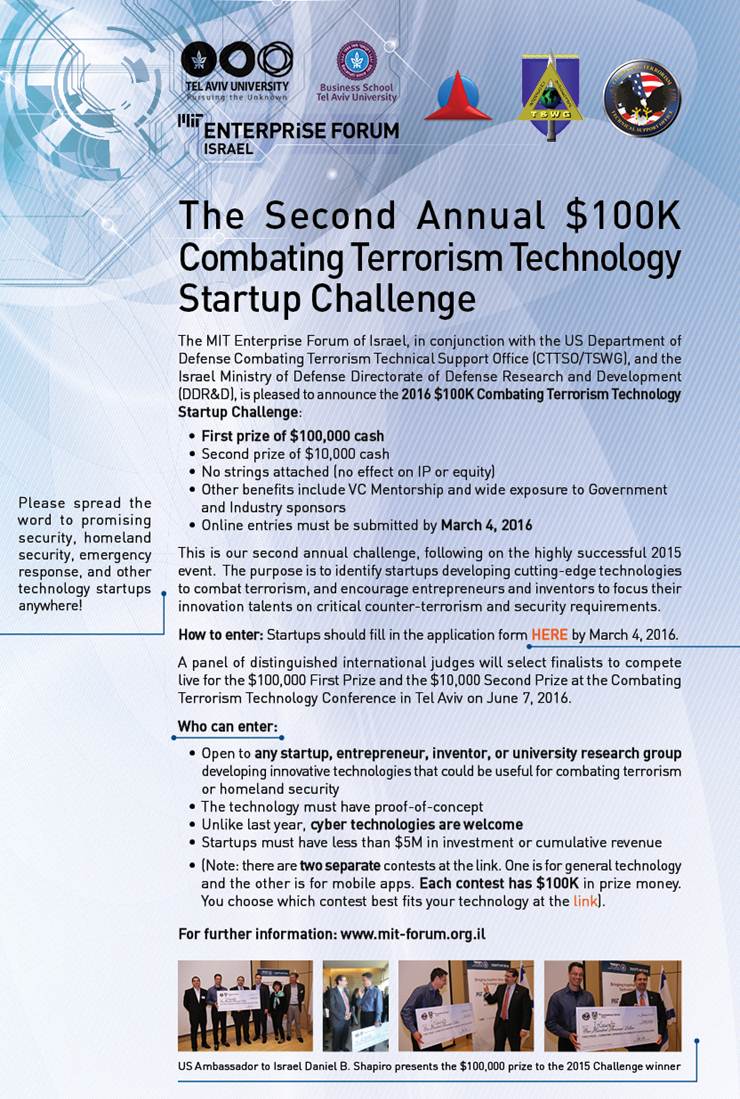 TEL AVIV UNIVERSITY
Pursuing the Unknown
Business School
Tel Aviv University
TSWG
MIT ENTERPRISE FORUM
ISRAEL
The Second Annual $100K
Combating Terrorism Technology
Startup Challenge
The MIT Enterprise Forum of Israel, in conjunction with the US Department of
Defense Combating Terrorism Technical Support Office (CTTSO/TSWG), and the
Israel Ministry of Defense Directorate of Defense Research and Development
(DDR&D), is pleased to announce the 2016 $100K Combating Terrorism Technology
Startup Challenge:
• First prize of $100,000 cash
• Second prize of $10,000 cash
• No strings attached (no effect on IP or equity)
• Other benefits include VC Mentorship and wide exposure to Government
and Industry sponsors
• Online entries must be submitted by March 4, 2016
Please spread the
word to promising
security, homeland
security, emergency
response, and other
technology startups
anywhere!
This is our second annual challenge, following on the highly successful 2015
event. The purpose is to identify startups developing cutting-edge technologies
to combat terrorism, and encourage entrepreneurs and inventors to focus their
innovation talents on critical counter-terrorism and security requirements.
How to enter: Startups should fill in the application form HERE by March 4, 2016.
A panel of distinguished international judges will select finalists to compete
live for the $100,000 First Prize and the $10,000 Second Prize at the Combating
Terrorism Technology Conference in Tel Aviv on June 7, 2016.
Who can enter:
• Open to any startup, entrepreneur, inventor, or university research group
developing innovative technologies that could be useful for combating terrorism
or homeland security
• The technology must have proof-of-concept
• Unlike last year, cyber technologies are welcome
• Startups must have less than $5M in investment or cumulative revenue
• (Note: there are two separate contests at the link. One is for general technology
and the other is for mobile apps. Each contest has $100K in prize money.
You choose which contest best fits your technology at the link).
For further information: www.mit-forum.org.il
US Ambassador to Israel Daniel B. Shapiro presents the $100,000 prize to the 2015 Challenge winner